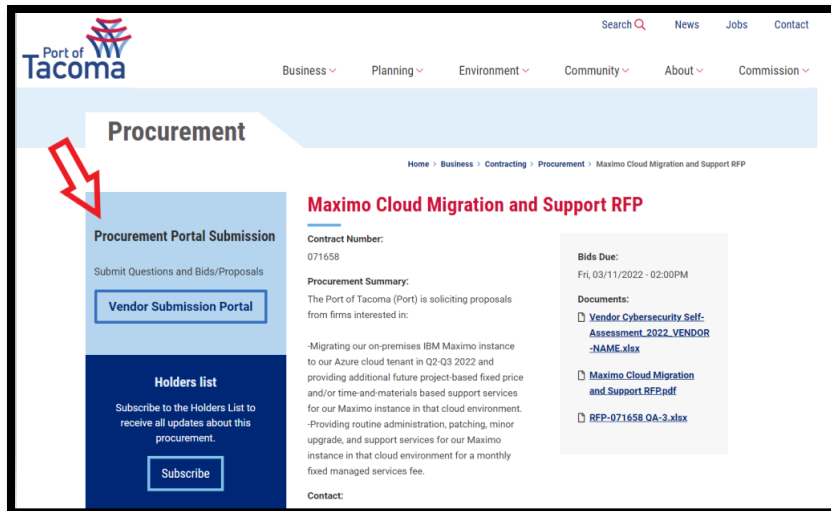 Port of
Tacoma
Search
News
Jobs
Contact
Business
Planning
Environment
Community
About
Commission
Procurement
Home > Business > Contracting > Procurement > Maximo Cloud Migration and Support RFP
Procurement Portal Submission
Submit Questions and Bids/Proposals
Vendor Submission Portal
Holders list
Subscribe to the Holders List to
receive all updates about this
procurement.
Subscribe
Maximo Cloud Migration and Support RFP
Contract Number:
071658
Procurement Summary:
The Port of Tacoma (Port) is soliciting proposals
from firms interested in:
-Migrating our on-premises IBM Maximo instance
to our Azure cloud tenant in Q2-Q3 2022 and
providing additional future project-based fixed price
and/or time-and-materials based support services
for our Maximo instance in that cloud environment.
-Providing routine administration, patching, minor
upgrade, and support services for our Maximo
instance in that cloud environment for a monthly
fixed managed services fee.
Contact:
Bids Due:
Fri, 03/11/2022 - 02:00PM
Documents:
Vendor Cybersecurity Self-
Assessment_2022_VENDOR
-NAME.xlsx
Maximo Cloud Migration
and Support RFP.pdf
RFP-071658 QA-3.xlsx